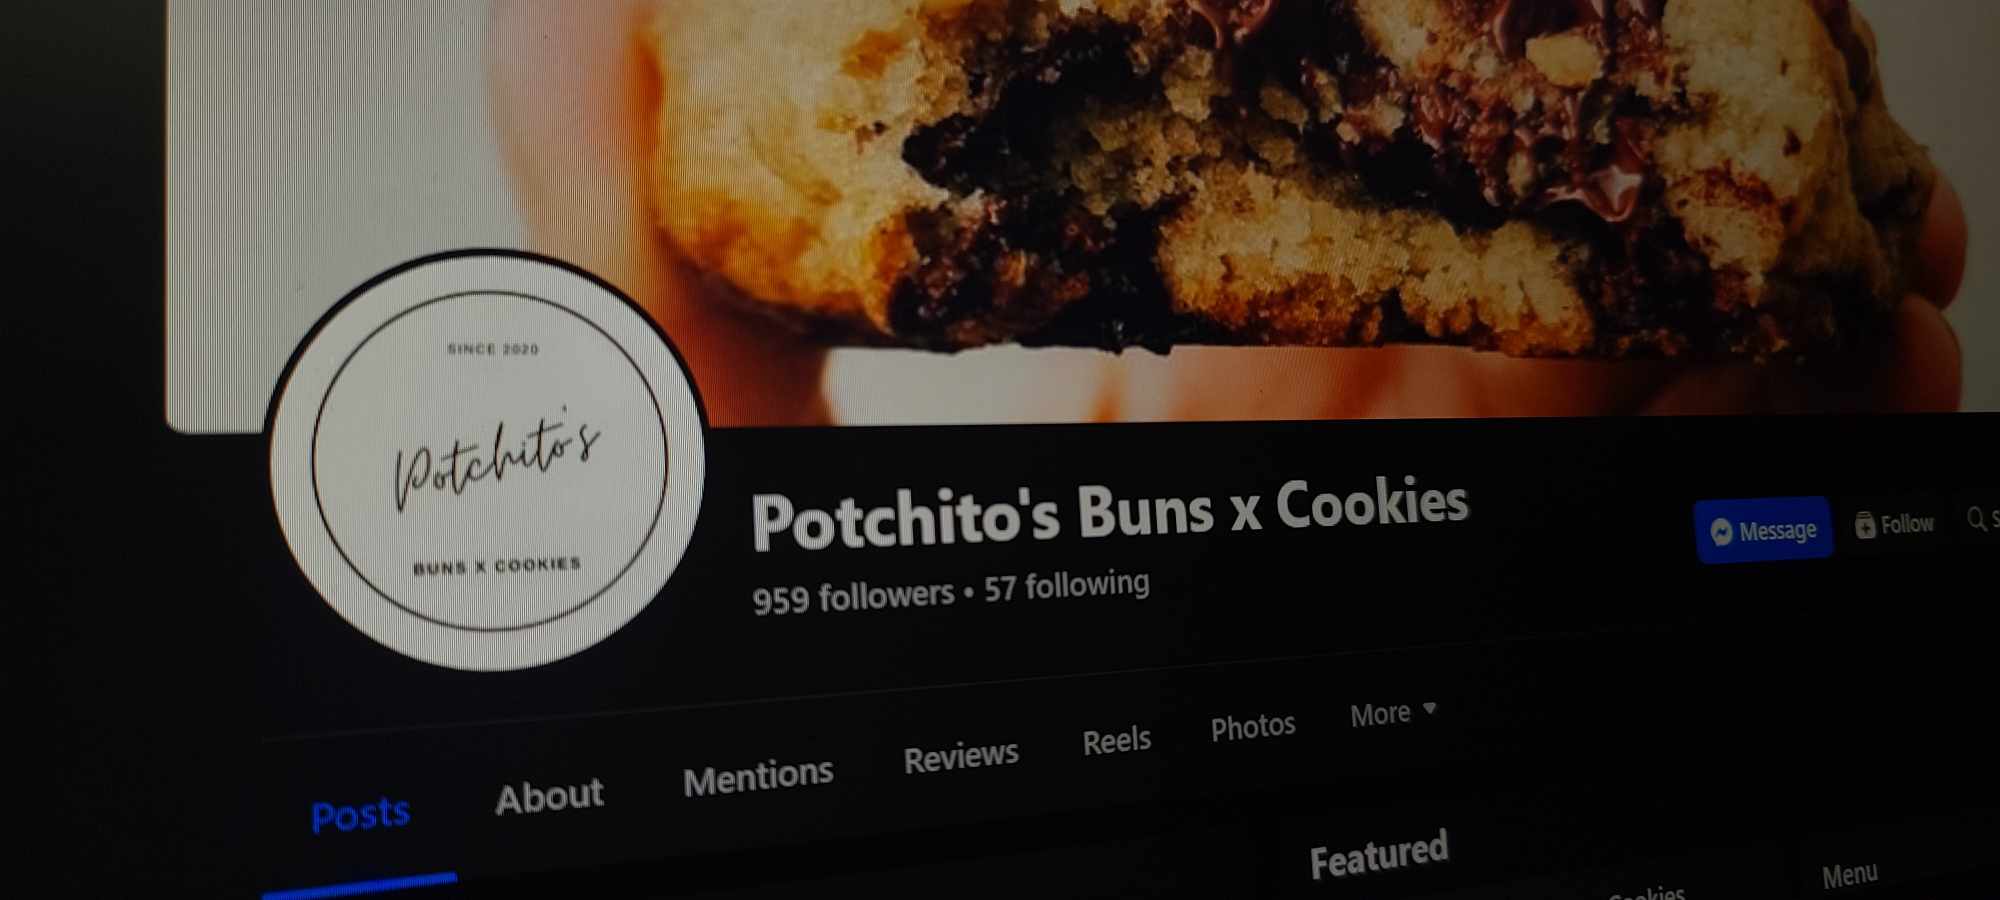 SINCE 2020
Potchito's
BUNS X COOKIES
Potchito's Buns x Cookies
959 followers • 57 following
Message
Follow
Posts
About
Mentions
Reviews
Reels
Photos
More
Featured
Cookies
Menu